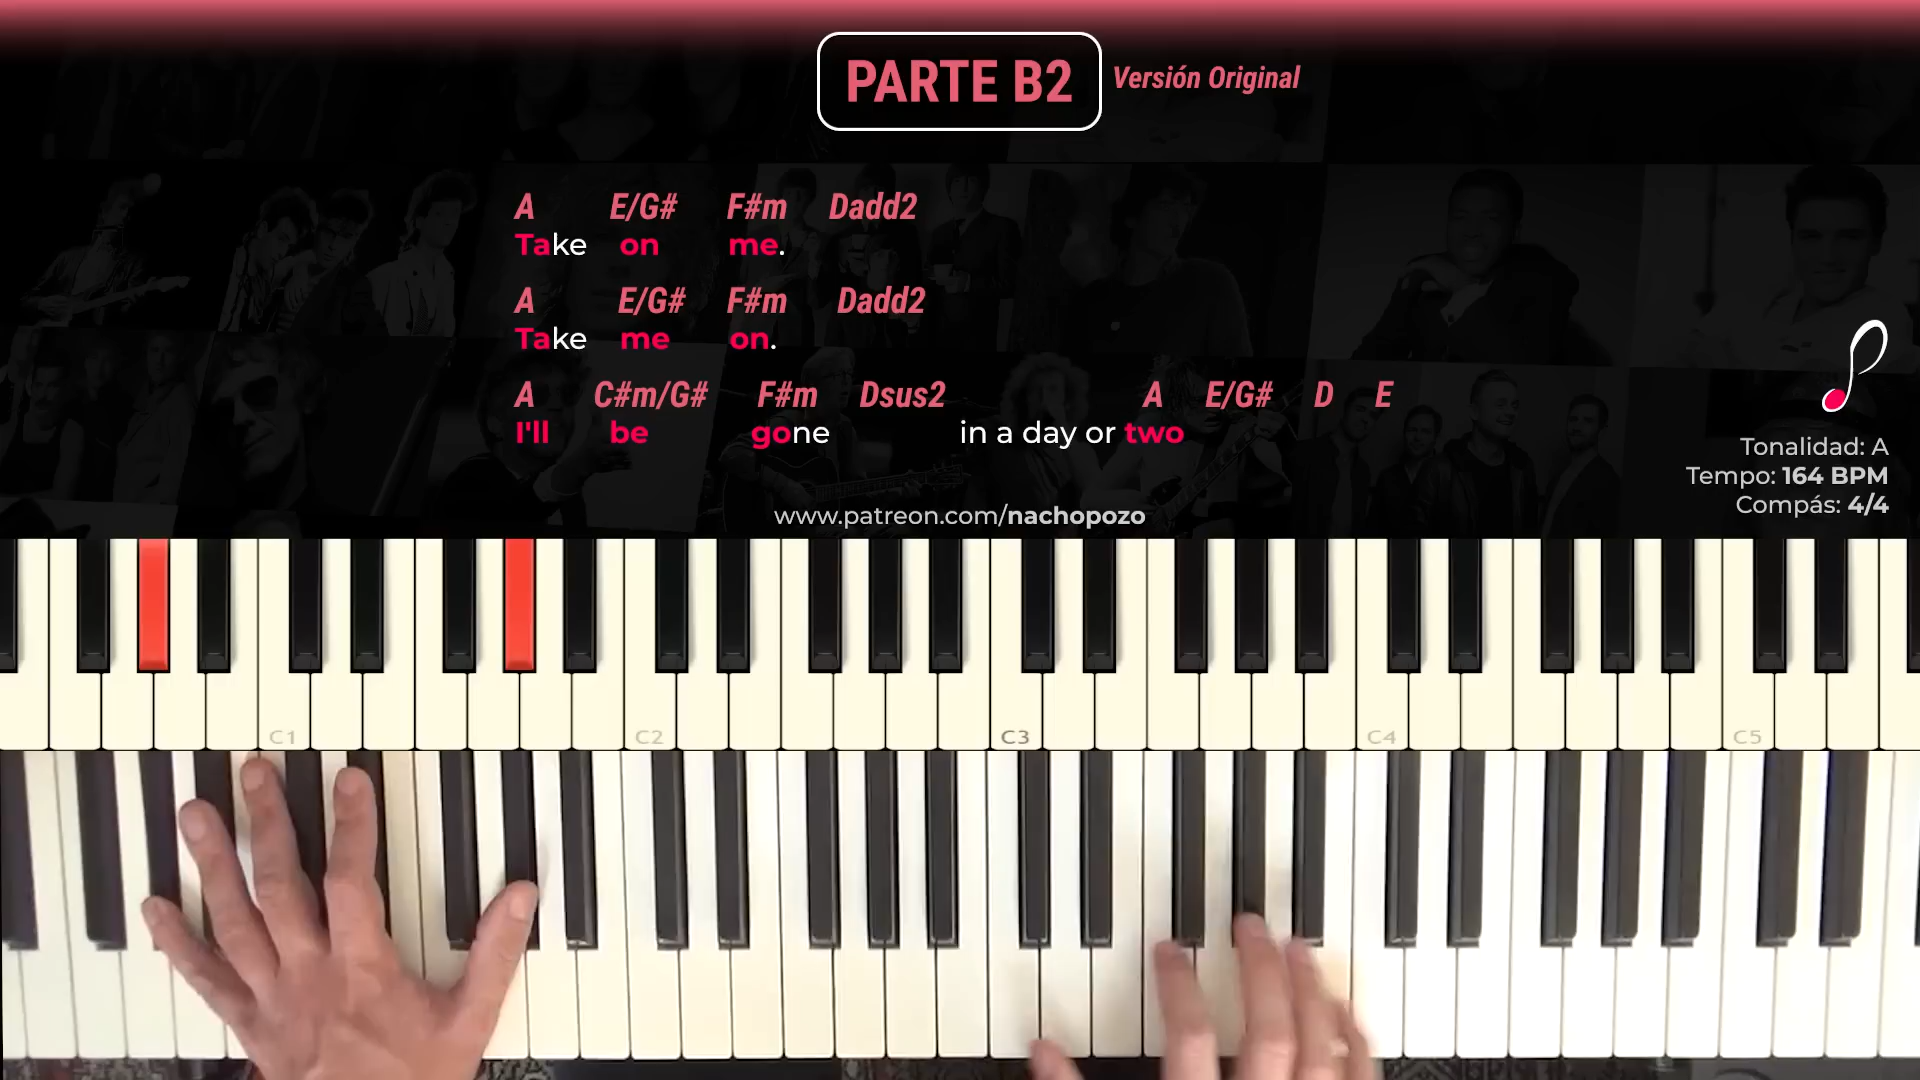 PARTE B2 Versión Original
A E/G# F#m Dadd2
Take on me.
A E/G# F#m Dadd2
Take me on.
A C#m/G# F#m Dsus2 A E/G# D E
I'll be gone in a day or two
Tonalidad: A
Tempo: 164 BPM
Compás: 4/4
www.patreon.com/nachopozo
C1 C2 C3 C4 C5